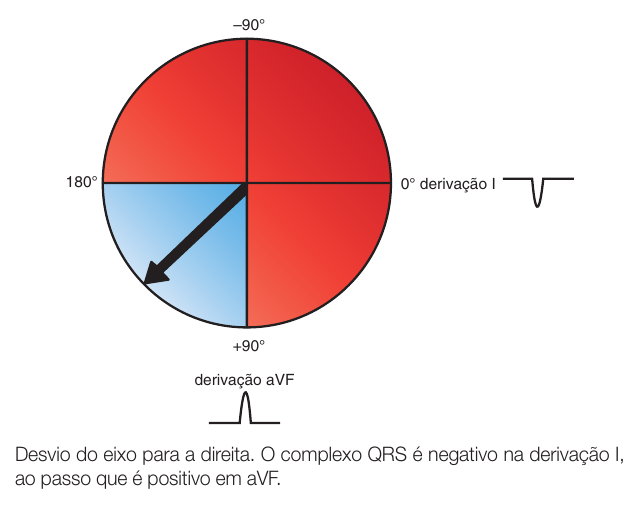 –90°
180°
0° derivação I
+90°
derivação aVF
Desvio do eixo para a direita. O complexo QRS é negativo na derivação I,
ao passo que é positivo em aVF.